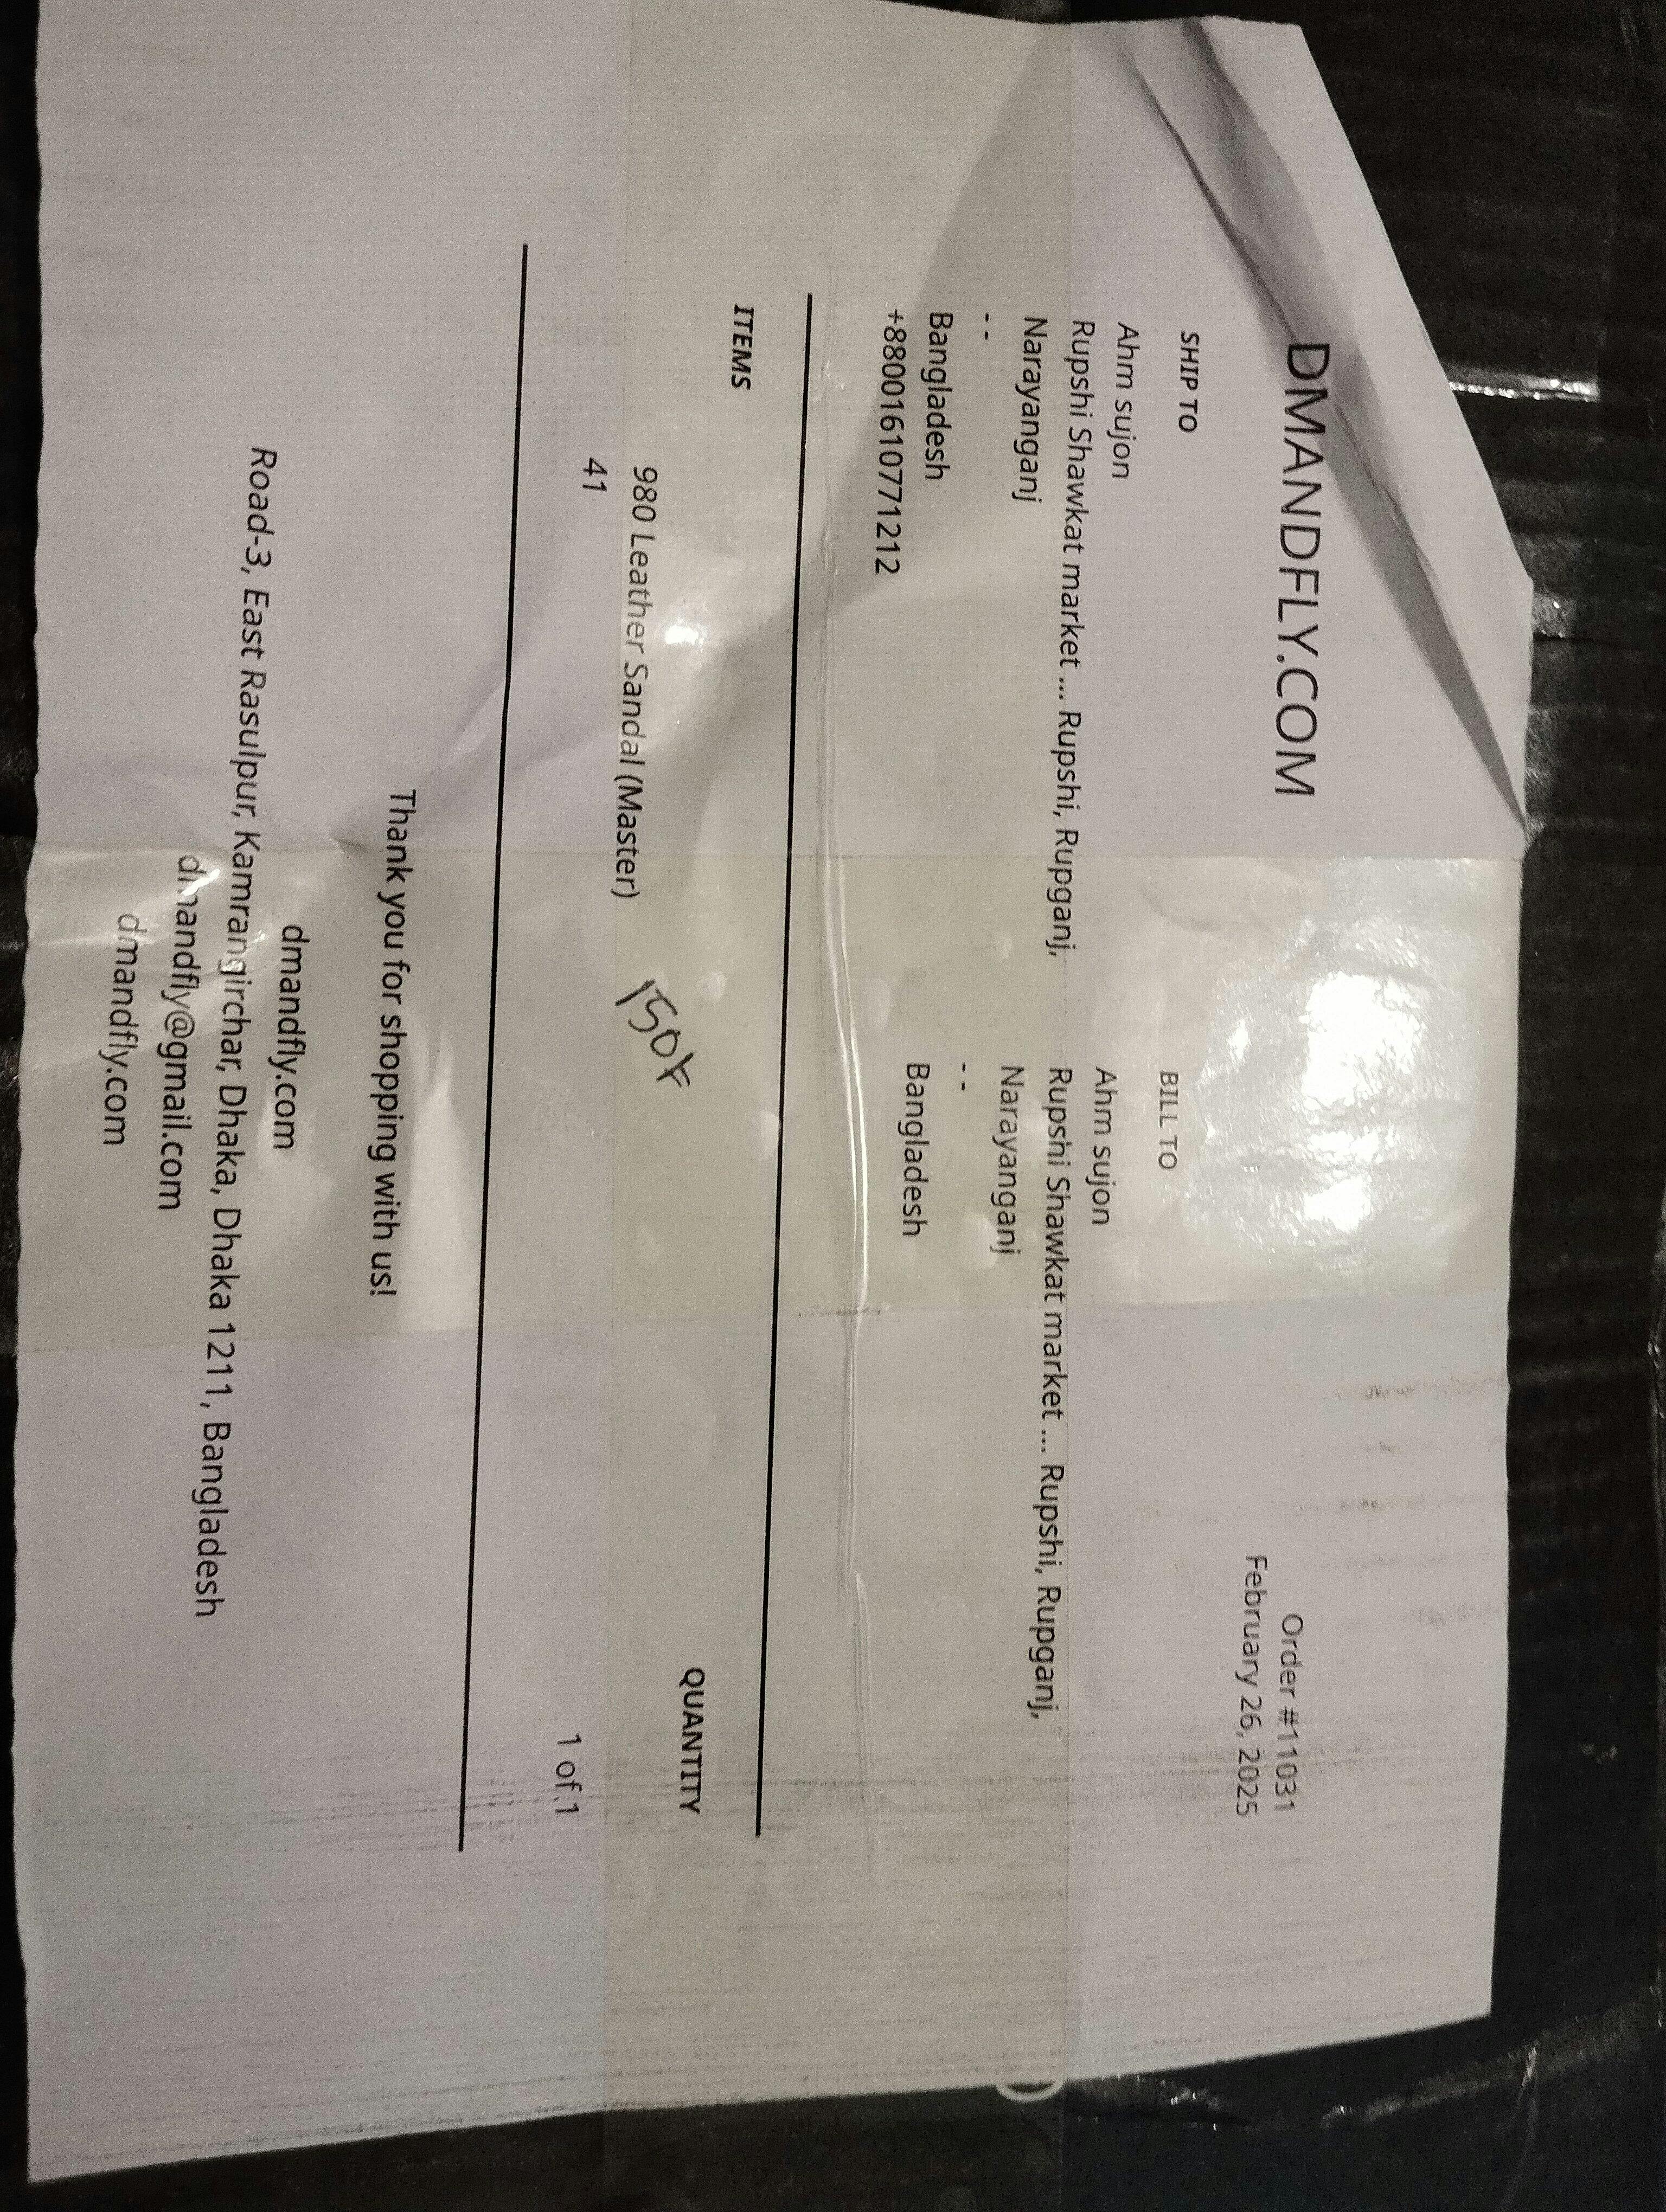 DMANDFLY.COM
Order #11031
February 26, 2025
SHIP TO
Ahm sujon
Rupshi Shawkat market ... Rupshi, Rupganj,
Narayanganj
- -
Bangladesh
+88001610771212
BILL TO
Ahm sujon
Rupshi Shawkat market ... Rupshi, Rupganj,
Narayanganj
- -
Bangladesh
ITEMS
QUANTITY
980 Leather Sandal (Master)
41
1 of 1
Thank you for shopping with us!
dmandfly.com
Road-3, East Rasulpur, Kamrangirchar, Dhaka, Dhaka 1211, Bangladesh
dmandfly@gmail.com
dmandfly.com